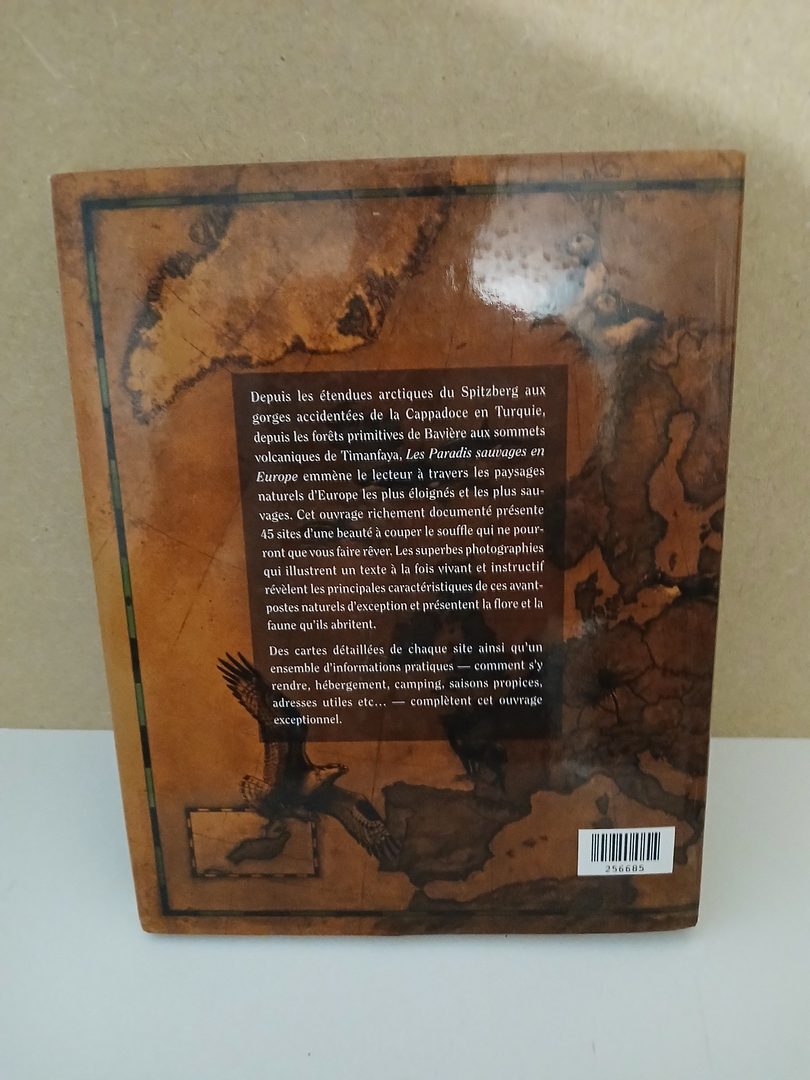 Depuis les étendues arctiques du Spitzberg aux
gorges accidentées de la Cappadoce en Turquie,
depuis les forêts primitives de Bavière aux sommets
volcaniques de Timanfaya, Les Paradis sauvages en
Europe emmène le lecteur à travers les paysages
naturels d'Europe les plus éloignés et les plus sau-
vages. Cet ouvrage richement documenté présente
45 sites d'une beauté à couper le souffle qui ne pour-
ront que vous faire rêver. Les superbes photographies
qui illustrent un texte à la fois vivant et instructif
révèlent les principales caractéristiques de ces avant-
postes naturels d'exception et présentent la flore et la
faune qu'ils abritent.
Des cartes détaillées de chaque site ainsi qu'un
ensemble d'informations pratiques — comment s'y
rendre, hébergement, camping, saisons propices,
adresses utiles etc... — complètent cet ouvrage
exceptionnel.
256685